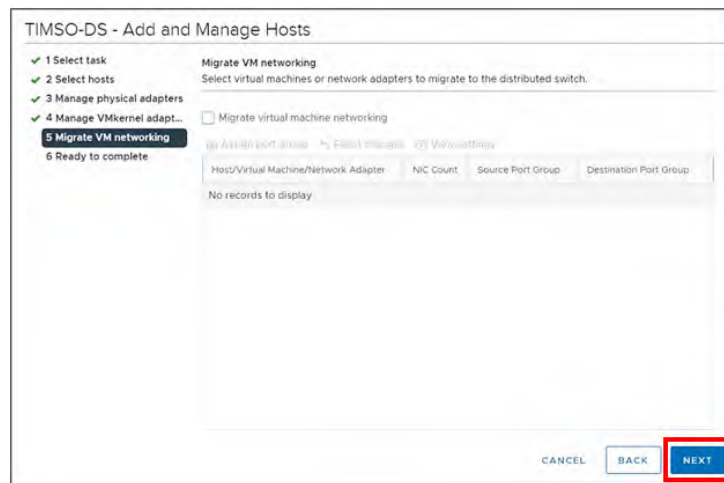 TIMSO-DS - Add and Manage Hosts
1 Select task
2 Select hosts
3 Manage physical adapters
4 Manage VMkernel adapt...
5 Migrate VM networking
6 Ready to complete
Migrate VM networking
Select virtual machines or network adapters to migrate to the distributed switch.
Migrate virtual machine networking
Assign port group
Host/Virtual Machine/Network Adapter NIC Count Source Port Group Destination Port Group
No records to display
CANCEL BACK NEXT